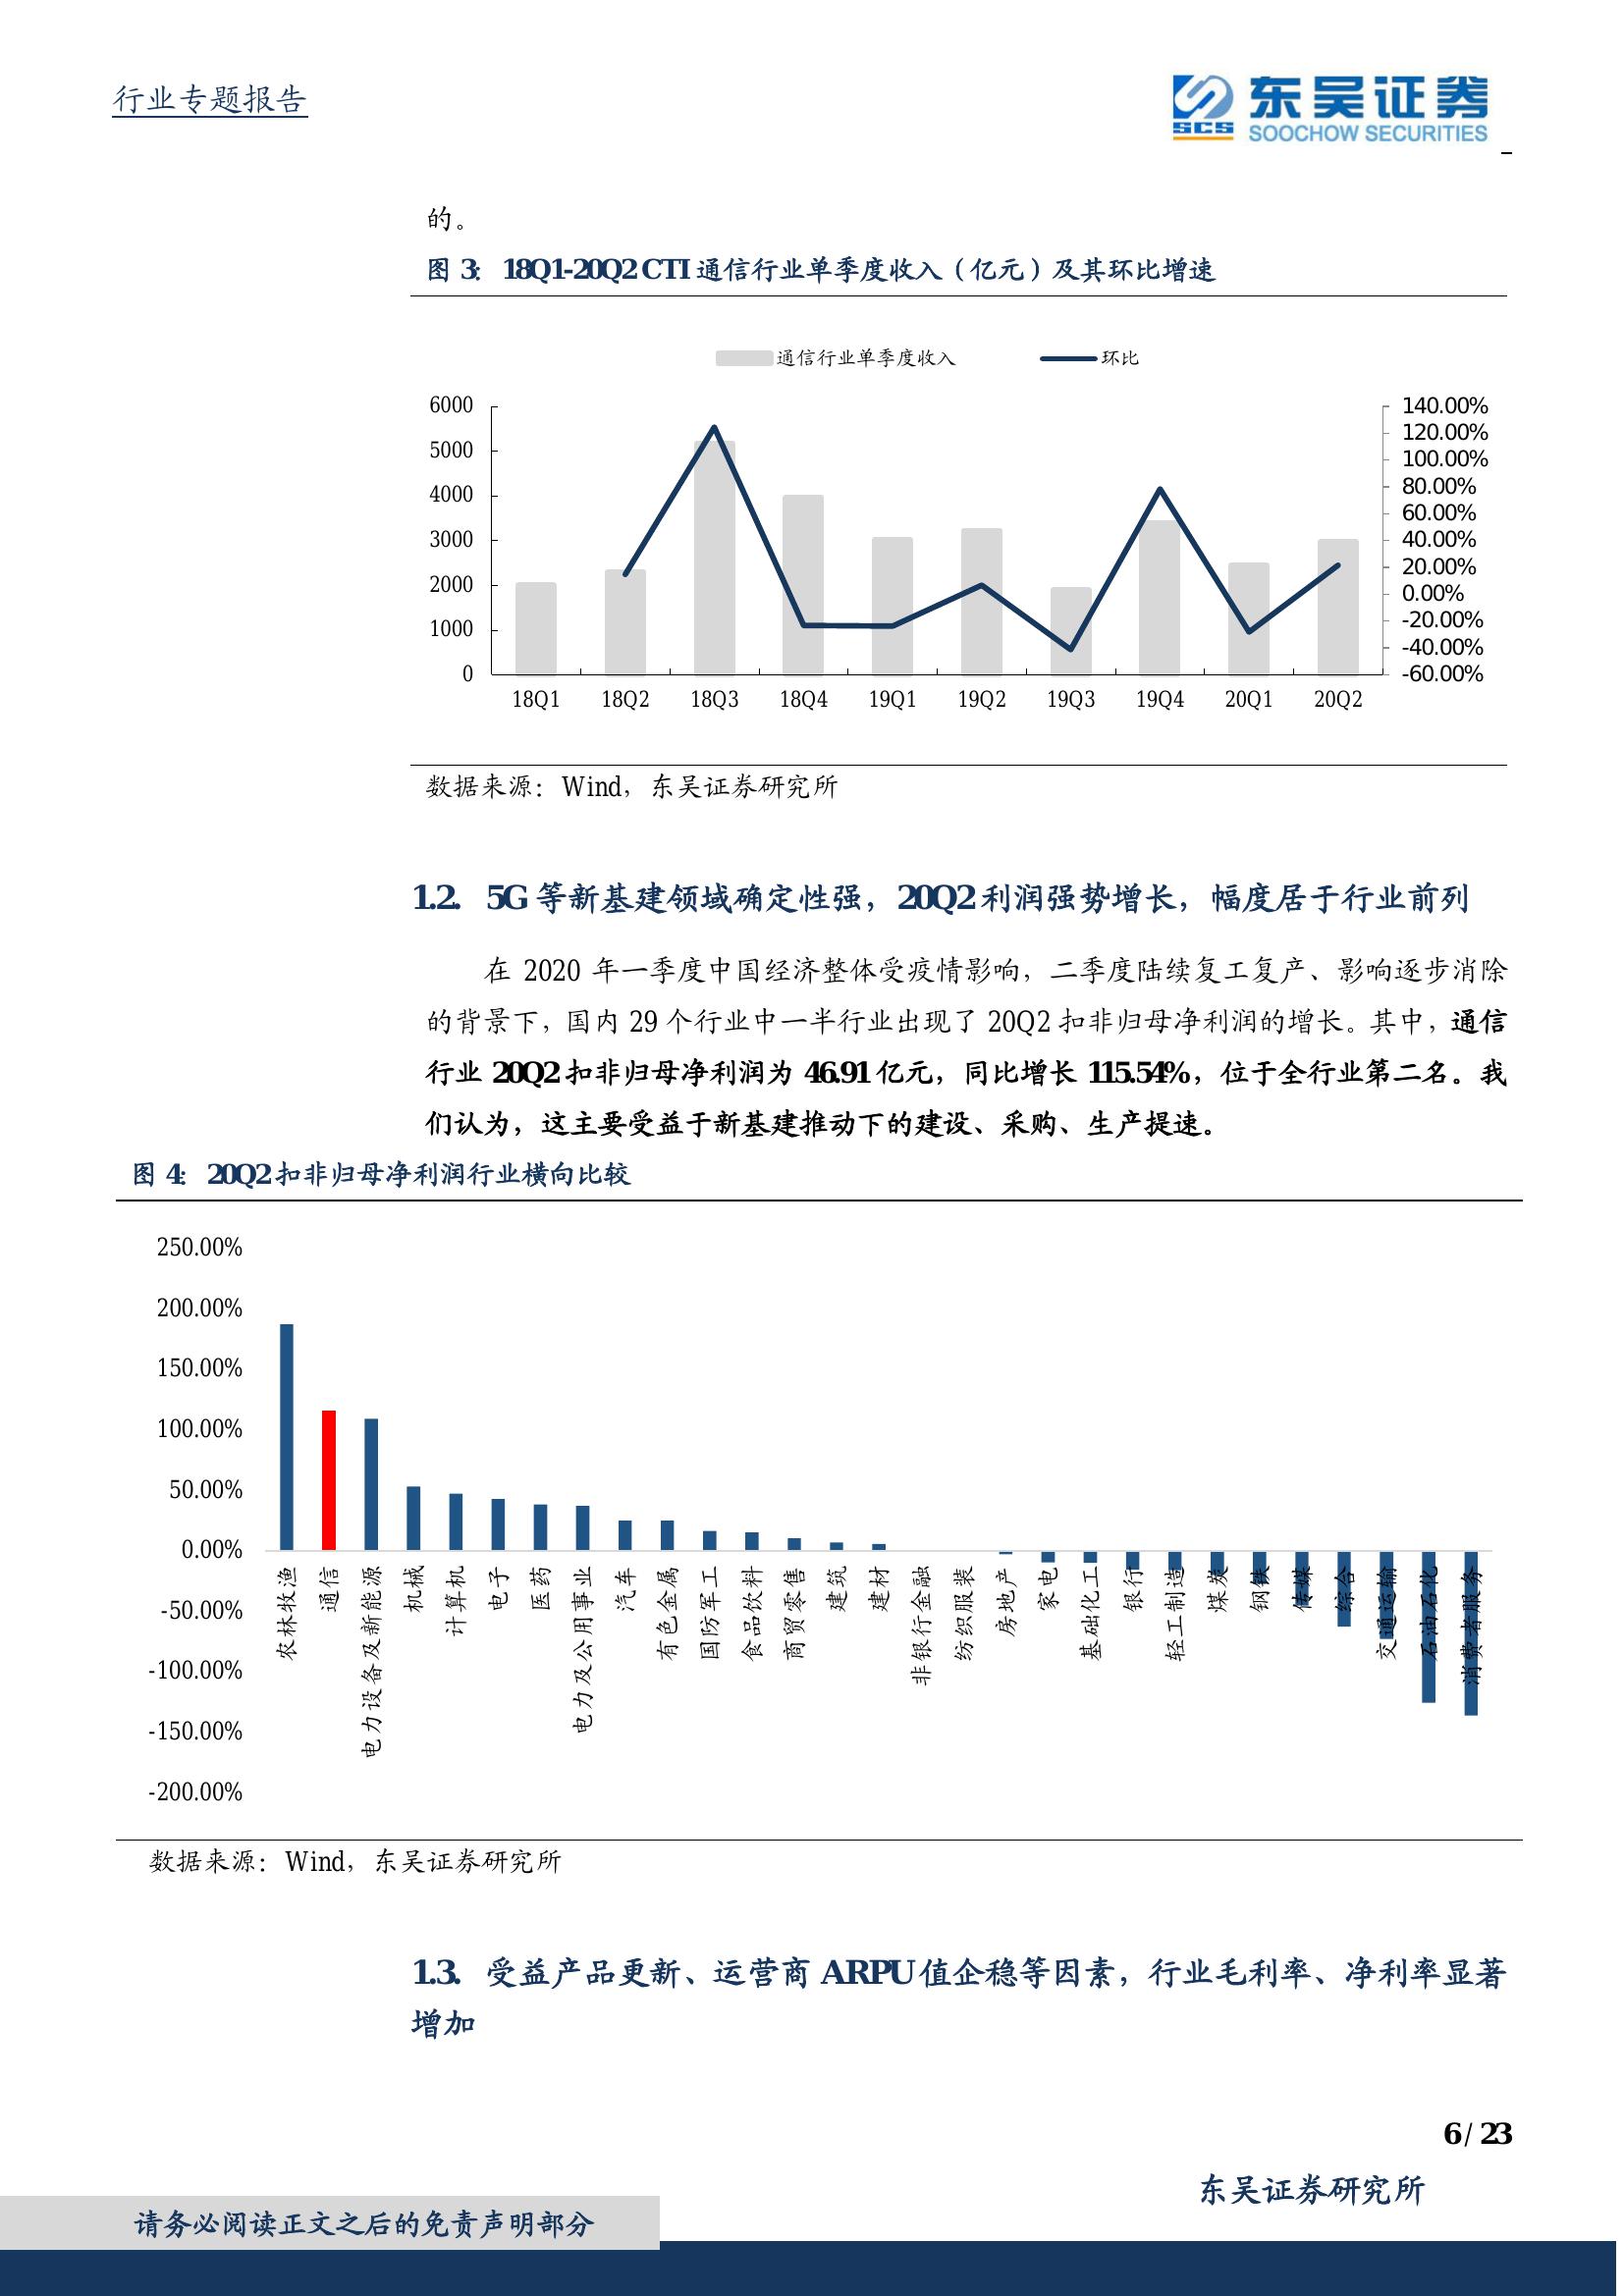 行业专题报告
东吴证券
SCS
SOOCHOW SECURITIES
的。
图 3: 18Q1-20Q2 CTI 通信行业单季度收入（亿元）及其环比增速
通信行业单季度收入 环比
6000
5000
4000
3000
2000
1000
0
140.00%
120.00%
100.00%
80.00%
60.00%
40.00%
20.00%
0.00%
-20.00%
-40.00%
-60.00%
18Q1 18Q2 18Q3 18Q4 19Q1 19Q2 19Q3 19Q4 20Q1 20Q2
数据来源：Wind，东吴证券研究所
1.2. 5G 等新基建领域确定性强，20Q2 利润强势增长，幅度居于行业前列
在 2020 年一季度中国经济整体受疫情影响，二季度陆续复工复产、影响逐步消除
的背景下，国内 29 个行业中一半行业出现了 20Q2 扣非归母净利润的增长。其中，通信
行业 20Q2 扣非归母净利润为 46.91 亿元，同比增长 115.54%，位于全行业第二名。我
们认为，这主要受益于新基建推动下的建设、采购、生产提速。
图 4: 20Q2 扣非归母净利润行业横向比较
250.00%
200.00%
150.00%
100.00%
50.00%
0.00%
-50.00%
-100.00%
-150.00%
-200.00%
农林牧渔
通信
电力设备及新能源
机械
计算机
电子
医药
电力及公用事业
汽车
有色金属
国防军工
食品饮料
商贸零售
建筑
建材
非银行金融
纺织服装
房地产
家电
基础化工
银行
轻工制造
煤炭
钢铁
传媒
综合
交通运输
石油石化
消费者服务
数据来源：Wind，东吴证券研究所
1.3. 受益产品更新、运营商 ARPU 值企稳等因素，行业毛利率、净利率显著
增加
6 / 23
东吴证券研究所
请务必阅读正文之后的免责声明部分